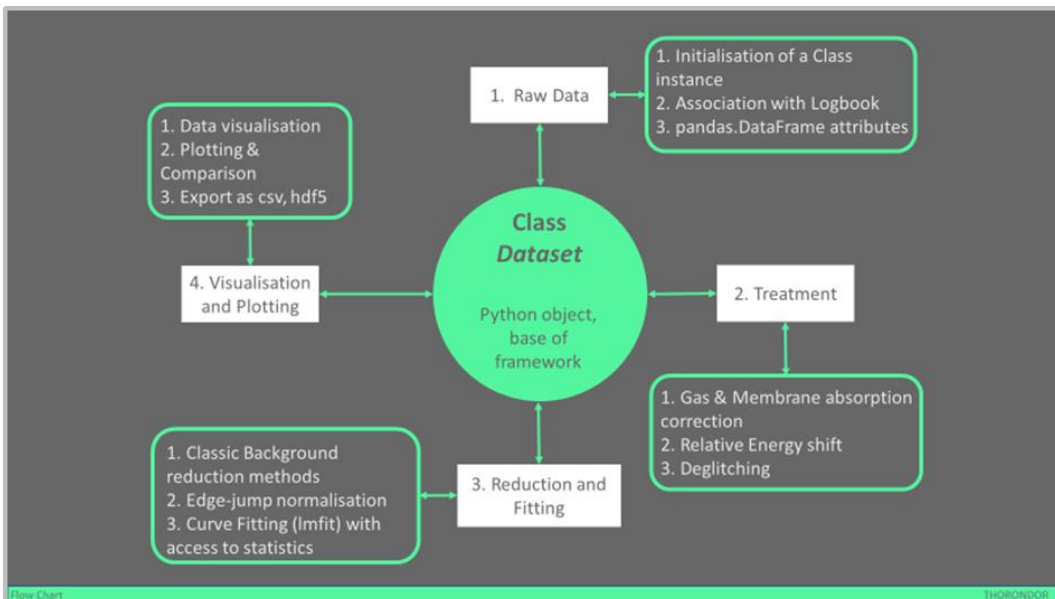 1. Raw Data
1. Initialisation of a Class
instance
2. Association with Logbook
3. pandas.DataFrame attributes
1. Data visualisation
2. Plotting &
Comparison
3. Export as csv, hdf5
Class
Dataset
Python object,
base of
framework
4. Visualisation
and Plotting
2. Treatment
1. Gas & Membrane absorption
correction
2. Relative Energy shift
3. Deglitching
1. Classic Background
reduction methods
2. Edge-jump normalisation
3. Curve Fitting (lmfit) with
access to statistics
3. Reduction and
Fitting
Flow Chart
THORONDOR